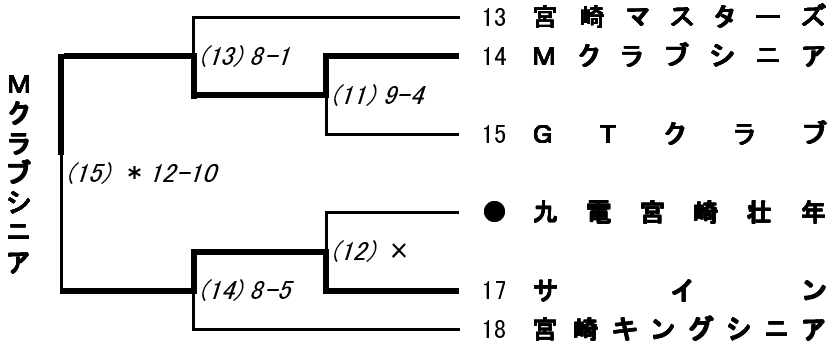 Mクラブシニア
13 宮崎マスターズ
(13) 8-1
14 Mクラブシニア
(11) 9-4
15 GTクラブ
(15) * 12-10
● 九電宮崎壮年
(12) ×
(14) 8-5
17 サイン
18 宮崎キングシニア